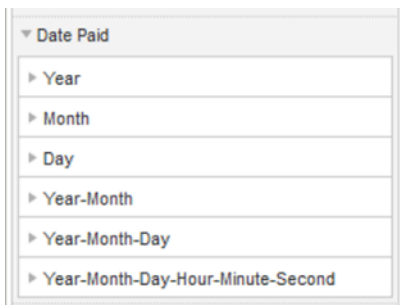 Date Paid
Year
Month
Day
Year-Month
Year-Month-Day
Year-Month-Day-Hour-Minute-Second